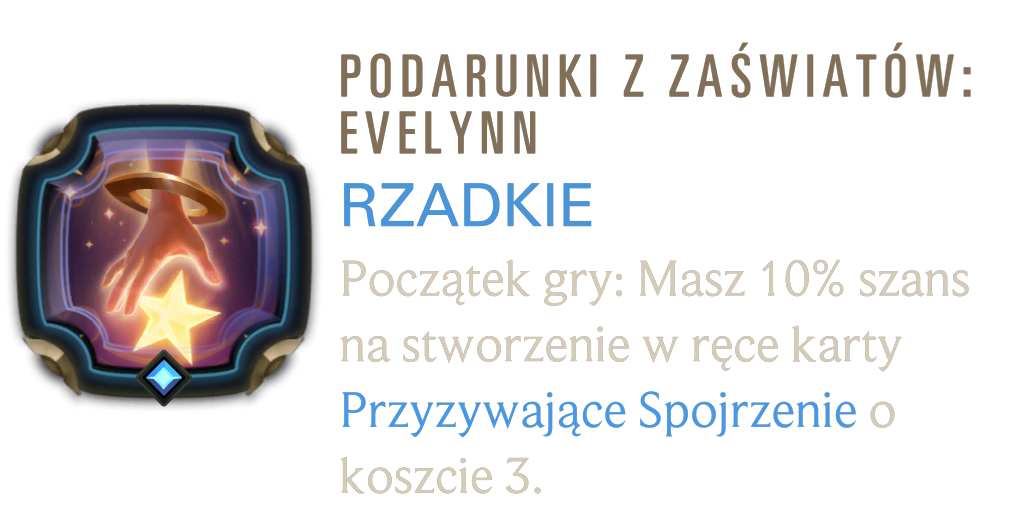 PODARUNKI Z ZAŚWIATÓW:
EVELYNN
RZADKIE
Początek gry: Masz 10% szans
na stworzenie w ręce karty
Przyzywające Spojrzenie o
koszcie 3.